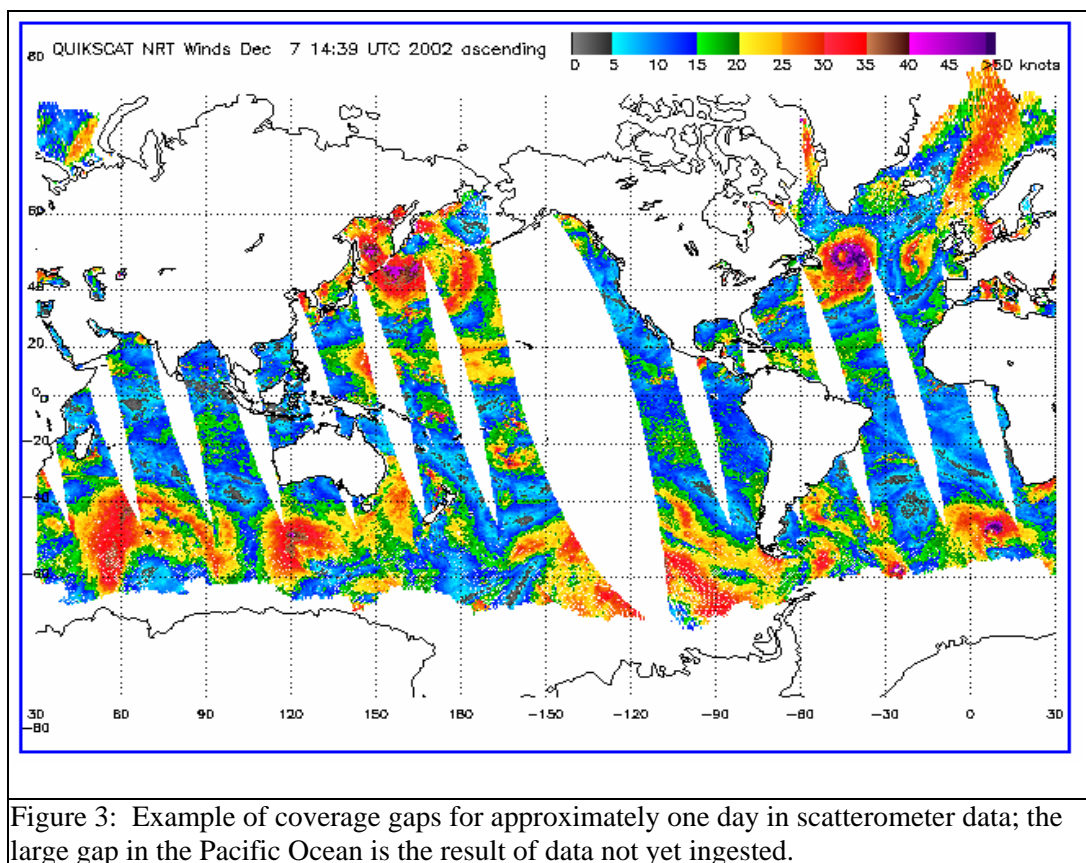 QUIKSCAT NRT Winds Dec 7 14:39 UTC 2002 ascending
0 5 10 15 20 25 30 35 40 45 >50 knots
80
60
40
20
0
0
-20
-40
-60
-80
30 60 90 120 150 180 -150 -120 -90 -60 -30 0 30
Figure 3: Example of coverage gaps for approximately one day in scatterometer data; the
large gap in the Pacific Ocean is the result of data not yet ingested.